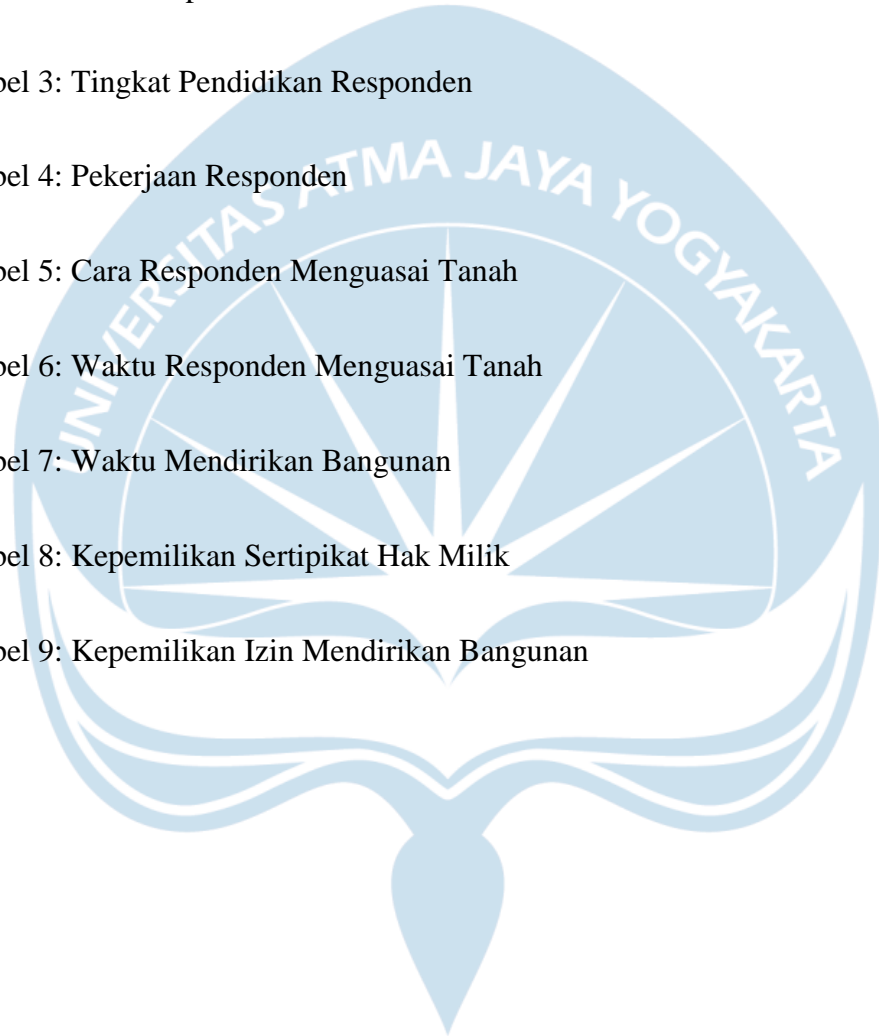 bel 3: Tingkat Pendidikan Responden
UNIVERSITAS ATMA JAYA YOGYAKARTA
bel 4: Pekerjaan Responden
bel 5: Cara Responden Menguasai Tanah
bel 6: Waktu Responden Menguasai Tanah
bel 7: Waktu Mendirikan Bangunan
bel 8: Kepemilikan Sertipikat Hak Milik
bel 9: Kepemilikan Izin Mendirikan Bangunan